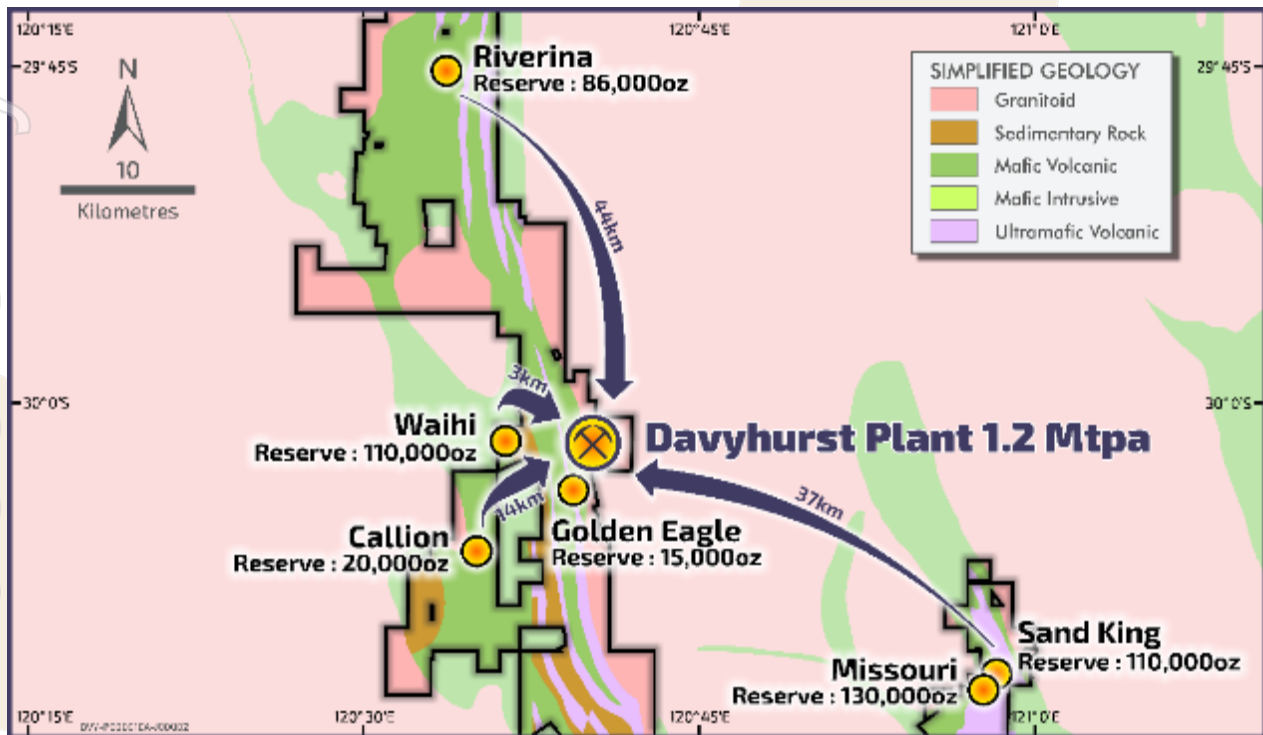 120°15'E
120°45'E
121°0'E
29°45'S
29°45'S
N
10
Kilometres
Riverina
Reserve : 86,000oz
SIMPLIFIED GEOLOGY
Granitoid
Sedimentary Rock
Mafic Volcanic
Mafic Intrusive
Ultramafic Volcanic
44km
30°0'S
30°0'S
3km
Waihi
Reserve : 110,000oz
Davyhurst Plant 1.2 Mtpa
14km
37km
Callion
Reserve : 20,000oz
Golden Eagle
Reserve : 15,000oz
Sand King
Reserve : 110,000oz
Missouri
Reserve : 130,000oz
120°15'E
120°30'E
120°45'E
121°0'E